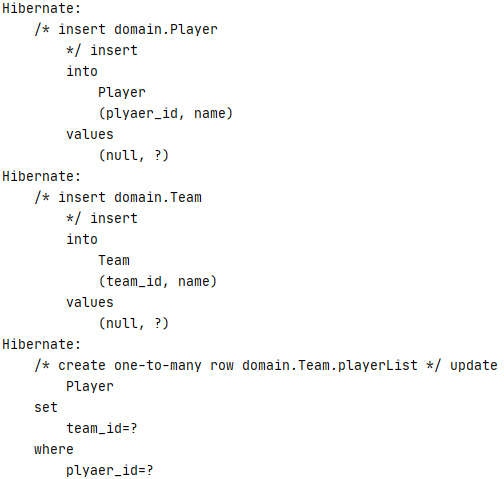 Hibernate:
    /* insert domain.Player
        */ insert
        into
            Player
            (plyaer_id, name)
        values
            (null, ?)
Hibernate:
    /* insert domain.Team
        */ insert
        into
            Team
            (team_id, name)
        values
            (null, ?)
Hibernate:
    /* create one-to-many row domain.Team.playerList */ update
        Player
    set
        team_id=?
    where
        plyaer_id=?